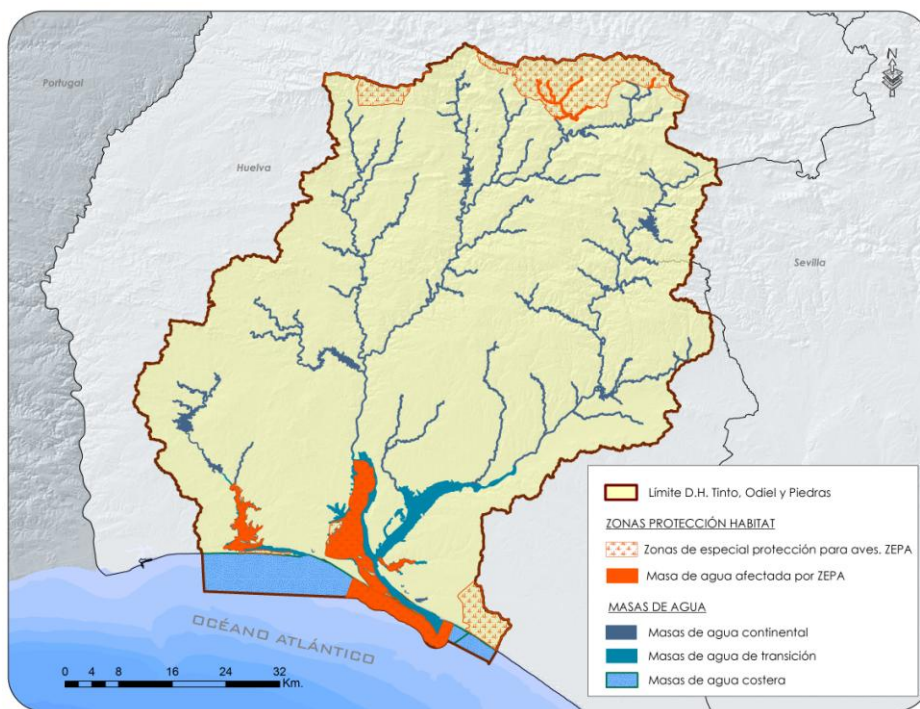 N
Portugal
Huelva
Sevilla
OCÉANO ATLÁNTICO
0 4 8 16 24 32
Km.
Límite D.H. Tinto, Odiel y Piedras
ZONAS PROTECCIÓN HABITAT
Zonas de especial protección para aves. ZEPA
Masa de agua afectada por ZEPA
MASAS DE AGUA
Masas de agua continental
Masas de agua de transición
Masas de agua costera